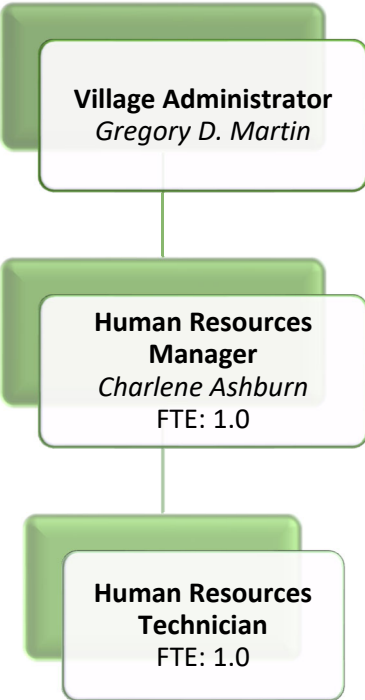 Village Administrator
Gregory D. Martin
Human Resources
Manager
Charlene Ashburn
FTE: 1.0
Human Resources
Technician
FTE: 1.0